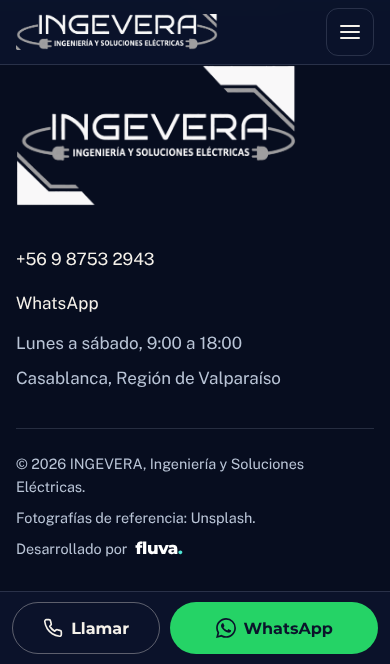 INGEVERA
INGENIERÍA Y SOLUCIONES ELÉCTRICAS
INGEVERA
INGENIERÍA Y SOLUCIONES ELÉCTRICAS
+56 9 8753 2943
WhatsApp
Lunes a sábado, 9:00 a 18:00
Casablanca, Región de Valparaíso
© 2026 INGEVERA, Ingeniería y Soluciones
Eléctricas.
Fotografías de referencia: Unsplash.
Desarrollado por fluva.
Llamar
WhatsApp